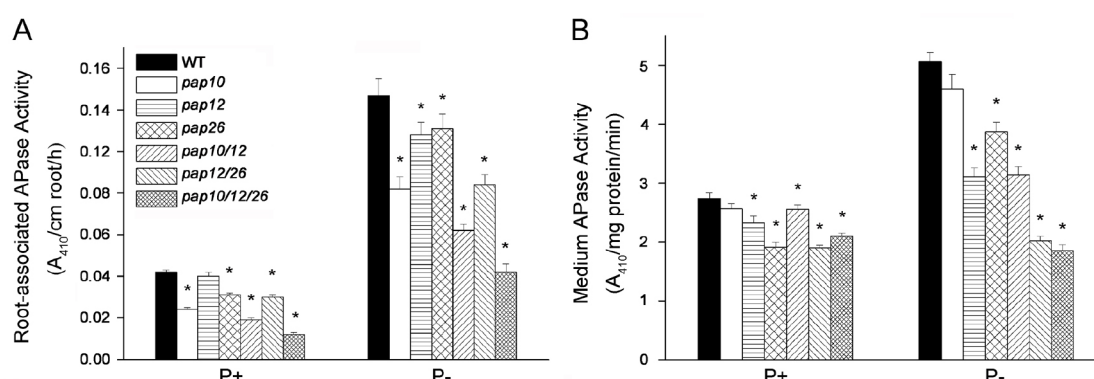 A
Root-associated APase Activity
(A410/cm root/h)
0.16
0.14
0.12
0.10
0.08
0.06
0.04
0.02
0.00
WT
pap10
pap12
pap26
pap10/12
pap12/26
pap10/12/26
*
*
*
*
*
*
*
*
*
*
*
P+
P-
B
Medium APase Activity
(A410/mg protein/min)
5
4
3
2
1
0
*
*
*
*
*
*
*
*
*
*
P+
P-